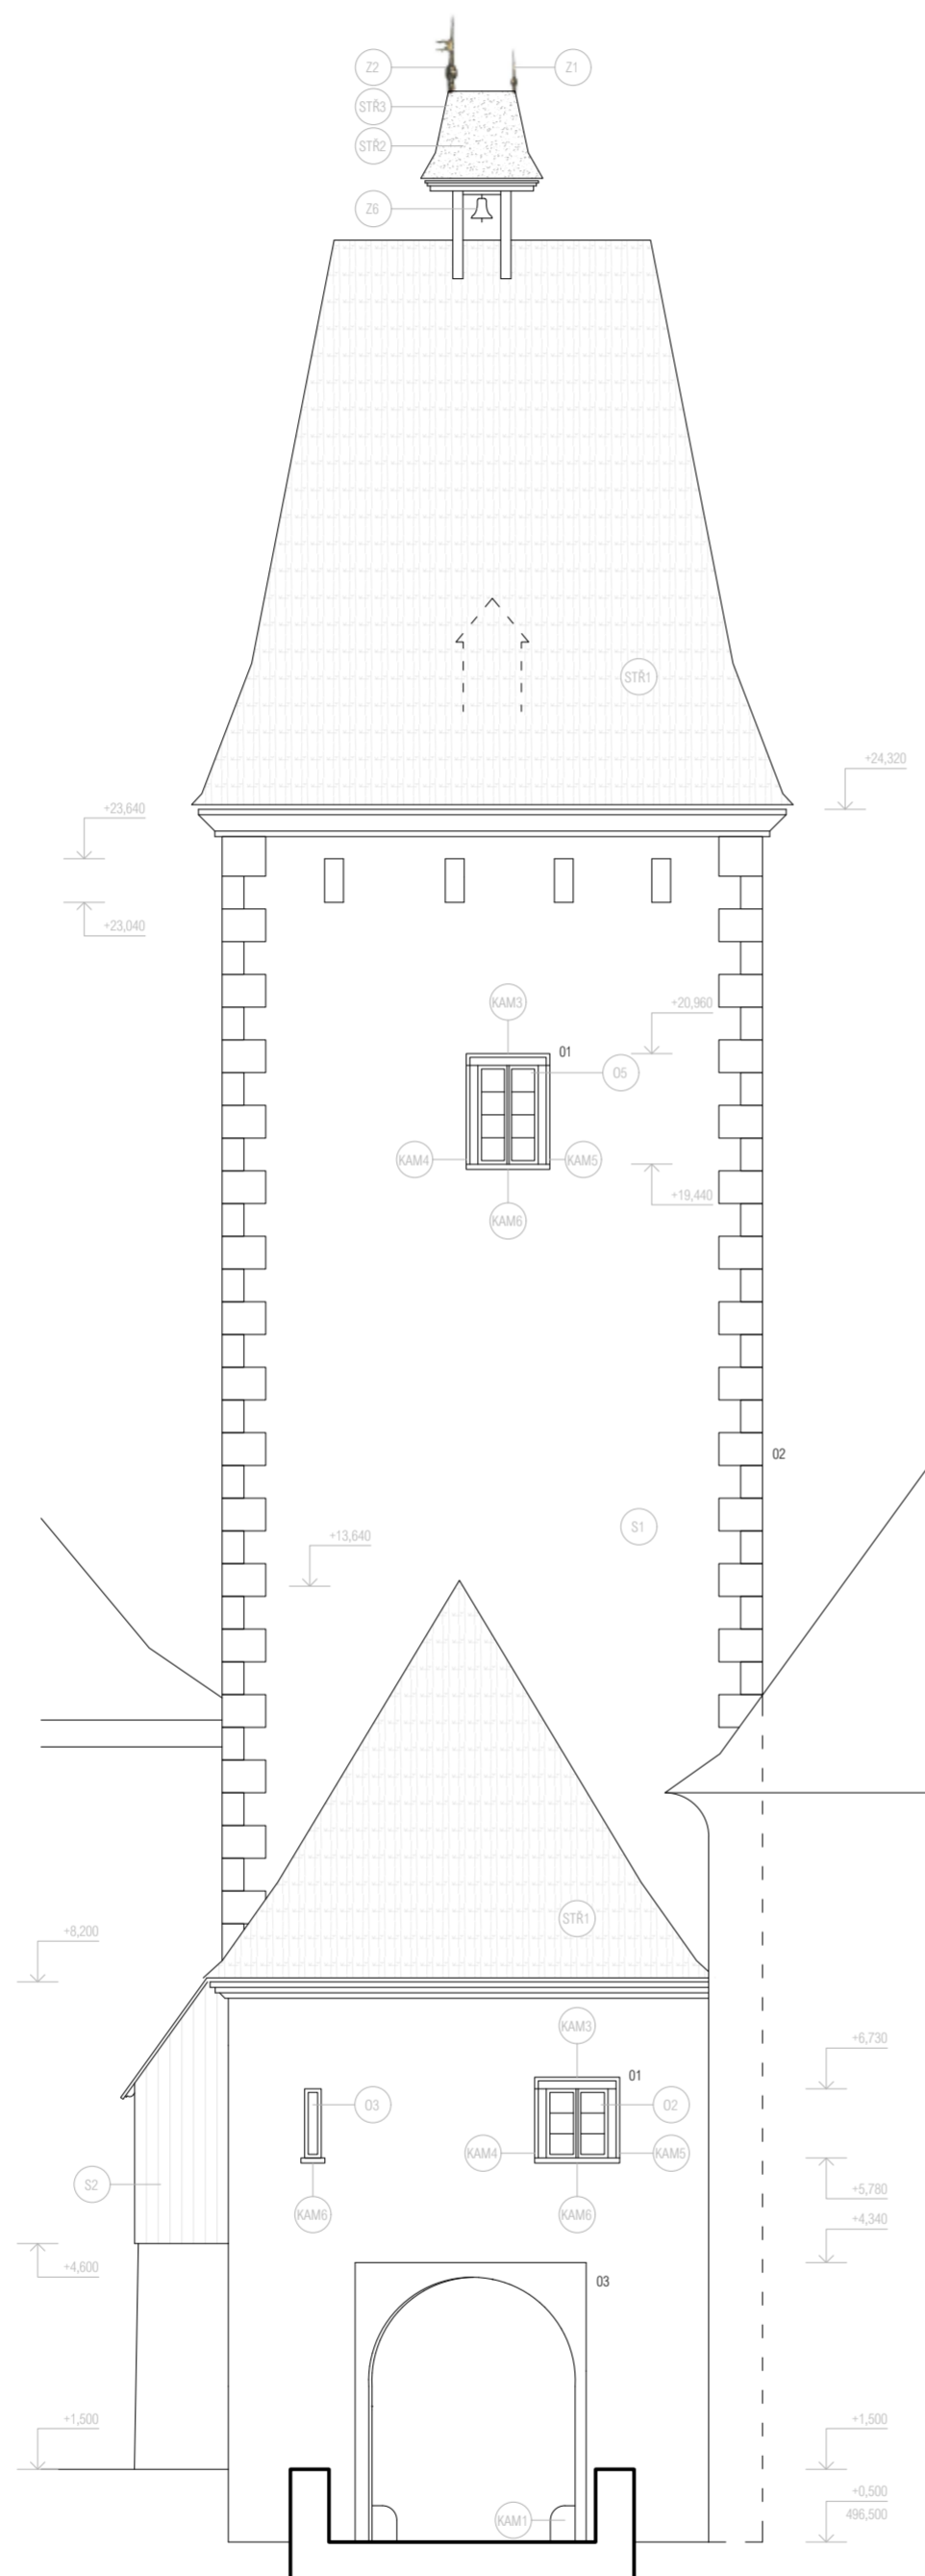 Z2
Z1
STŘ3
STŘ2
Z6
STŘ1
+24,320
+23,640
+23,040
KAM3
+20,960
01
O5
KAM4
KAM5
+19,440
KAM6
02
S1
+13,640
STŘ1
+8,200
KAM3
+6,730
01
O3
O2
KAM4
KAM5
S2
+5,780
KAM6
KAM6
+4,340
+4,600
03
+1,500
+1,500
+0,500
KAM1
496,500